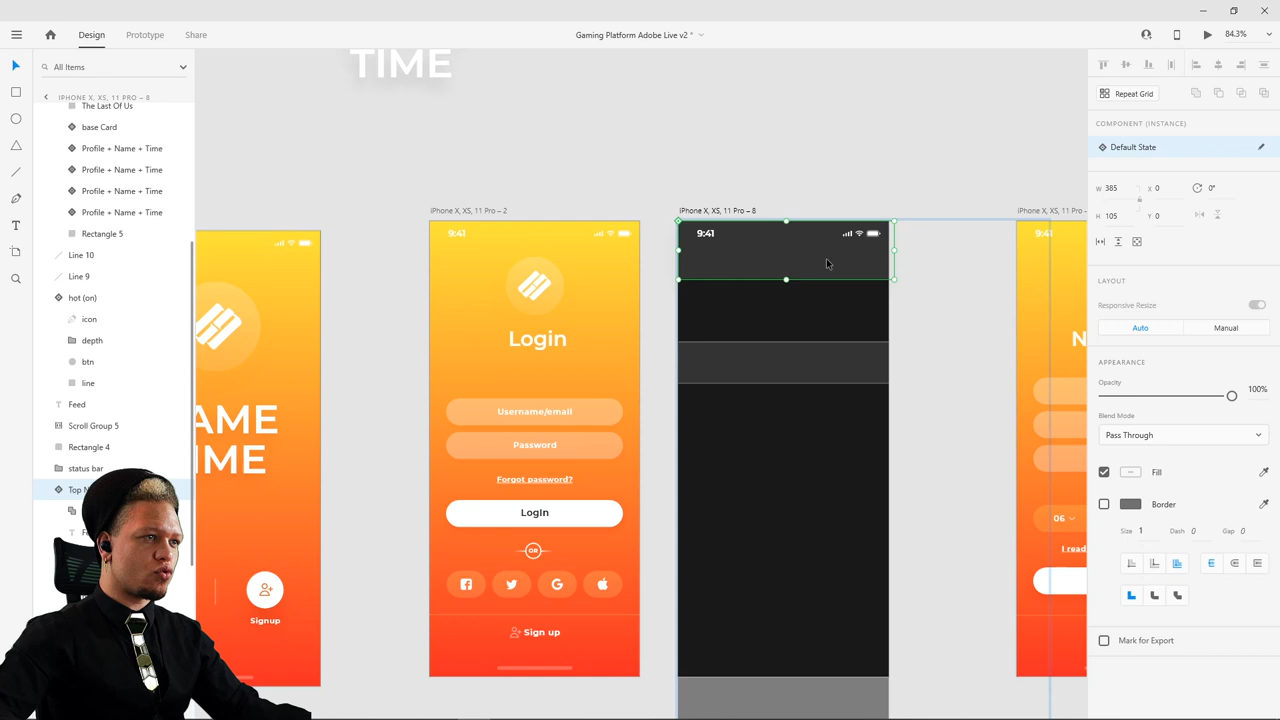 Design
Prototype
Share
Gaming Platform Adobe Live v2 *
84.3%
All Items
IPHONE X, XS, 11 PRO – 8
The Last Of Us
base Card
Profile + Name + Time
Profile + Name + Time
Profile + Name + Time
Profile + Name + Time
Rectangle 5
Line 10
Line 9
hot (on)
icon
depth
btn
line
Feed
Scroll Group 5
Rectangle 4
status bar
Top
TIME
AME
IME
Signup
iPhone X, XS, 11 Pro – 2
9:41
Login
Username/email
Password
Forgot password?
Login
OR
Sign up
iPhone X, XS, 11 Pro – 8
9:41
iPhone X, XS, 11 Pro –
9:41
N
06
I read
Repeat Grid
COMPONENT (INSTANCE)
Default State
W 385
X 0
0°
H 105
Y 0
LAYOUT
Responsive Resize
Auto
Manual
APPEARANCE
Opacity
100%
Blend Mode
Pass Through
Fill
Border
Size 1
Dash 0
Gap 0
Mark for Export